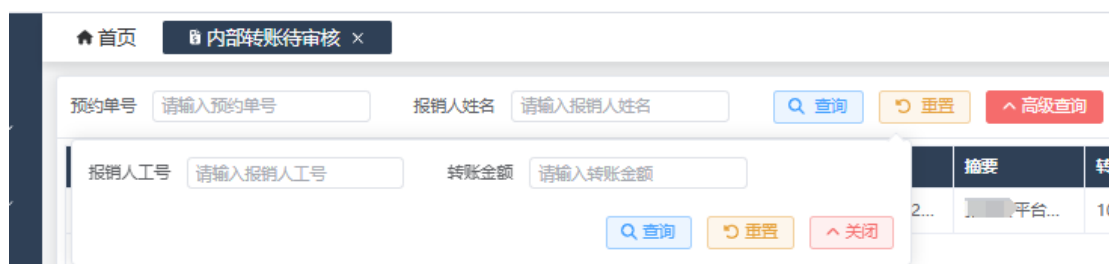 首页 内部转账待审核 ×
预约单号 请输入预约单号 报销人姓名 请输入报销人姓名 查询 重置 高级查询
报销人工号 请输入报销人工号 转账金额 请输入转账金额 摘要
2... 平台... 10
查询 重置 关闭